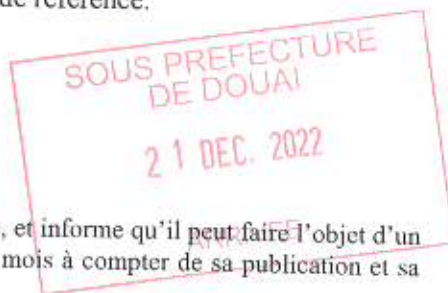 de référence.
SOUS PREFECTURE
DE DOUAI
21 DEC. 2022
, et informe qu'il peut faire l'objet d'un
mois à compter de sa publication et sa